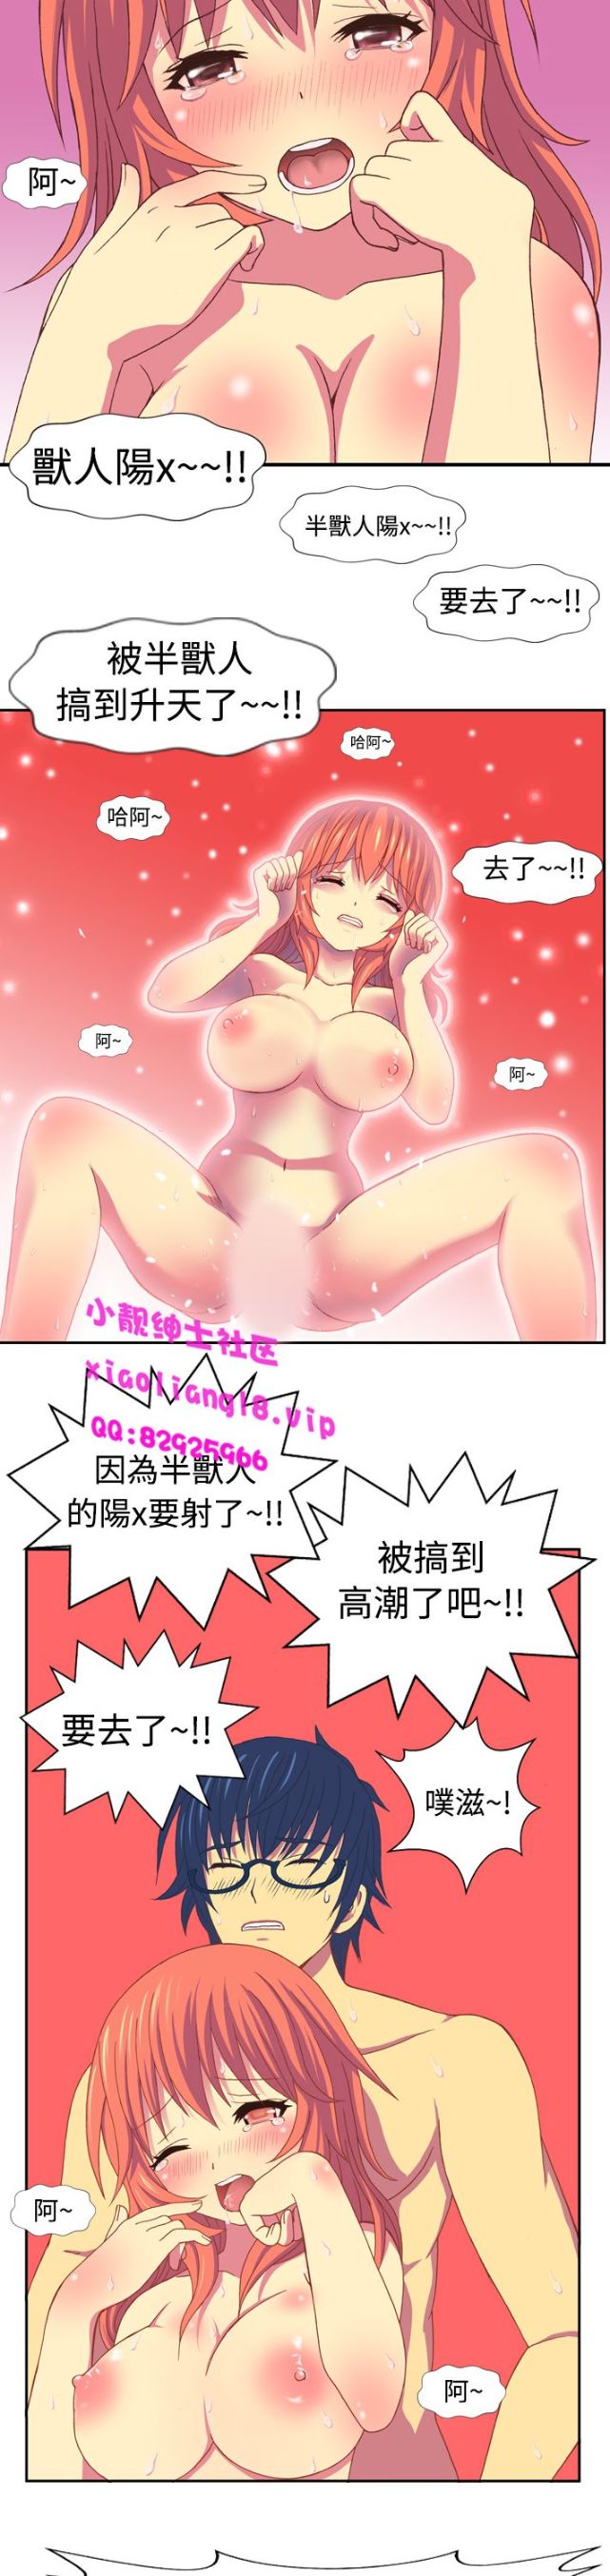 阿~
獸人陽x~~!!
半獸人陽x~~!!
要去了~~!!
被半獸人
搞到升天了~~!!
哈阿~
哈阿~
去了~~!!
阿~
阿~
小靓绅士社区
xiaoliang18.vip
QQ:82925966
因為半獸人
的陽x要射了~!!
被搞到
高潮了吧~!!
要去了~!!
噗滋~!
阿~
阿~